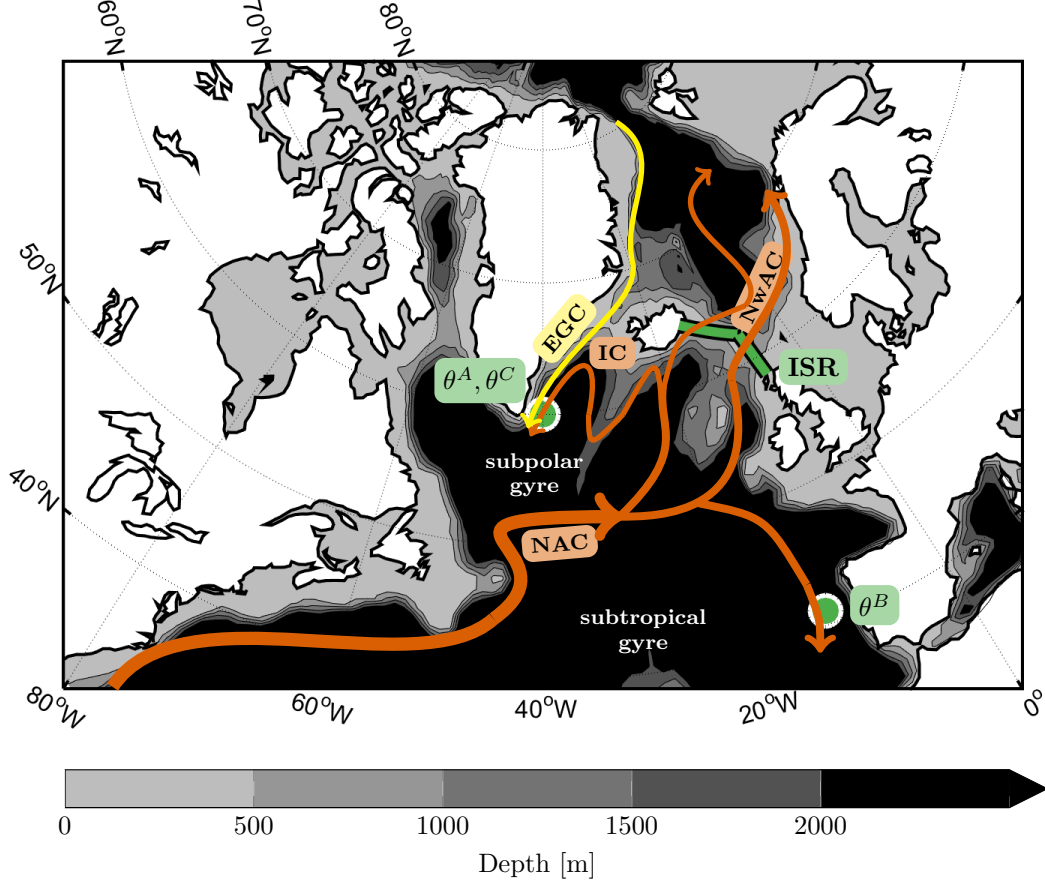 60°N
70°N
80°N
50°N
40°N
NwAC
EGC
IC
ISR
θ^A, θ^C
subpolar
gyre
NAC
θ^B
subtropical
gyre
80°W
60°W
40°W
20°W
0°
0
500
1000
1500
2000
Depth [m]